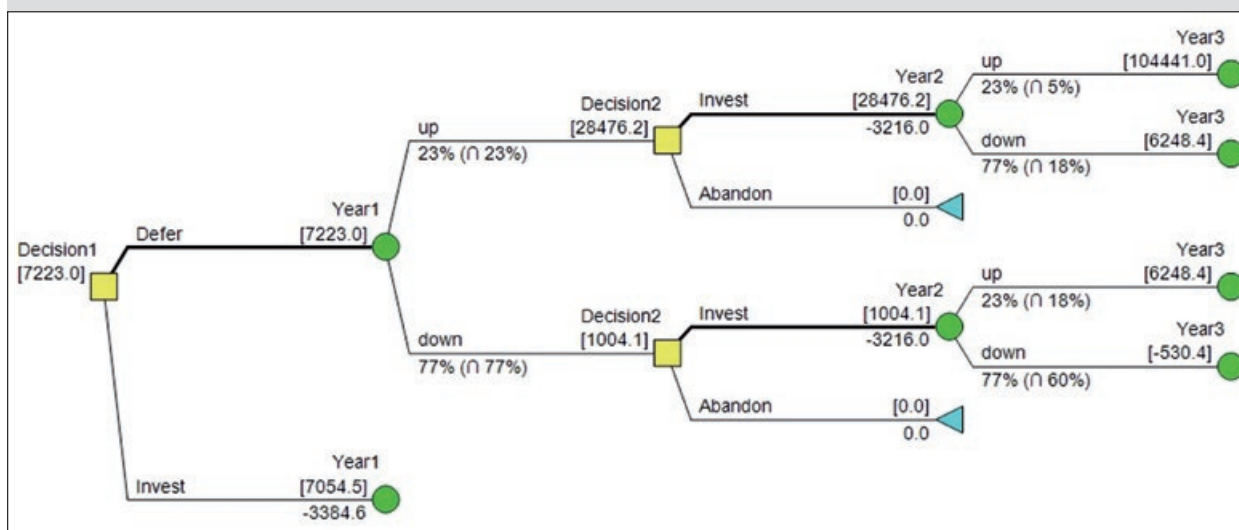 Year3
up
[104441.0]
23% (∩ 5%)
Year2
Decision2
Invest
[28476.2]
-3216.0
Year3
up
[28476.2]
down
[6248.4]
23% (∩ 23%)
77% (∩ 18%)
Abandon
[0.0]
0.0
Year1
Defer
[7223.0]
Decision1
[7223.0]
Year3
up
[6248.4]
23% (∩ 18%)
Year2
Decision2
Invest
[1004.1]
-3216.0
Year3
down
[1004.1]
down
[-530.4]
77% (∩ 77%)
77% (∩ 60%)
Abandon
[0.0]
0.0
Year1
Invest
[7054.5]
-3384.6